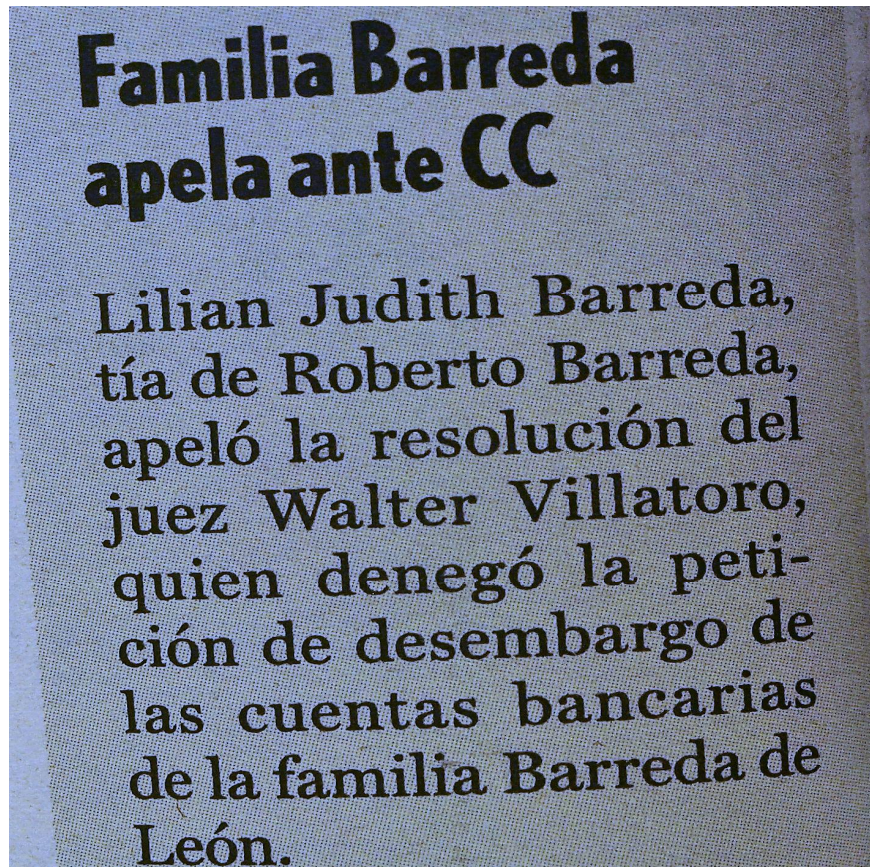 Familia Barreda
apela ante CC
Lilian Judith Barreda,
tía de Roberto Barreda,
apeló la resolución del
juez Walter Villatoro,
quien denegó la peti-
ción de desembargo de
las cuentas bancarias
de la familia Barreda de
León.